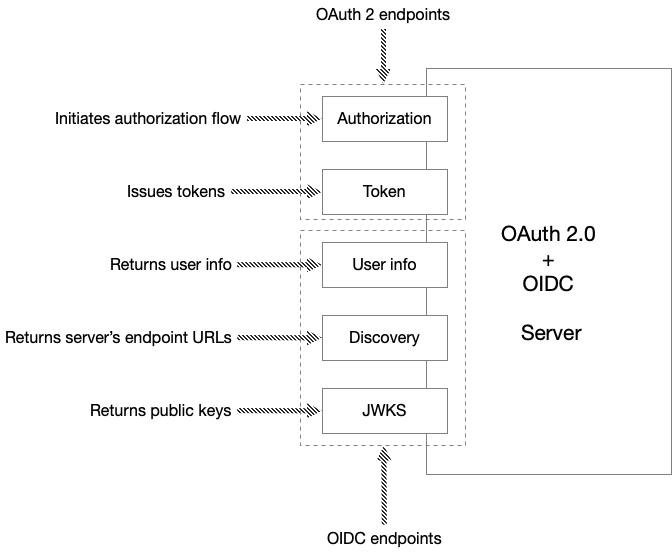 OAuth 2 endpoints
Initiates authorization flow
Authorization
Issues tokens
Token
Returns user info
User info
Returns server’s endpoint URLs
Discovery
Returns public keys
JWKS
OAuth 2.0
+
OIDC
Server
OIDC endpoints